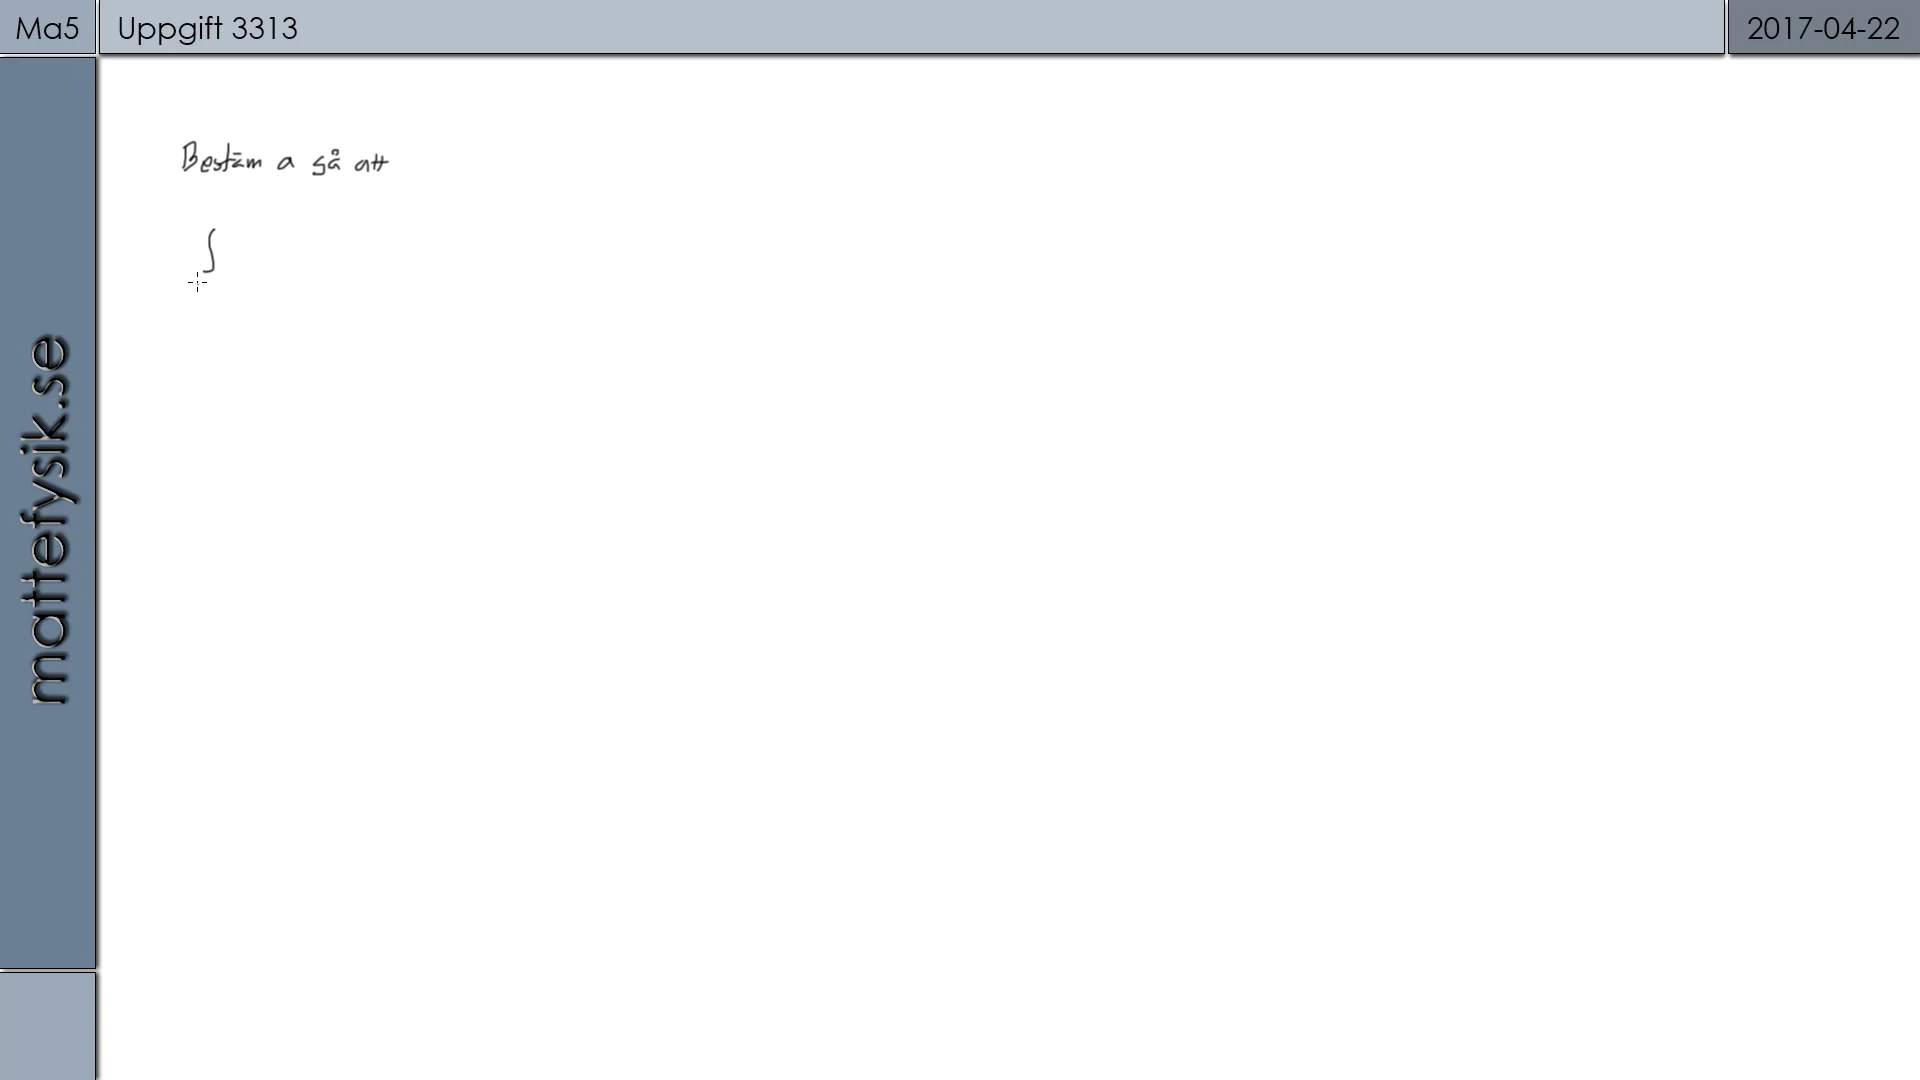 Ma5
Uppgift 3313
2017-04-22
Bestäm a så att
∫
mattefysik.se